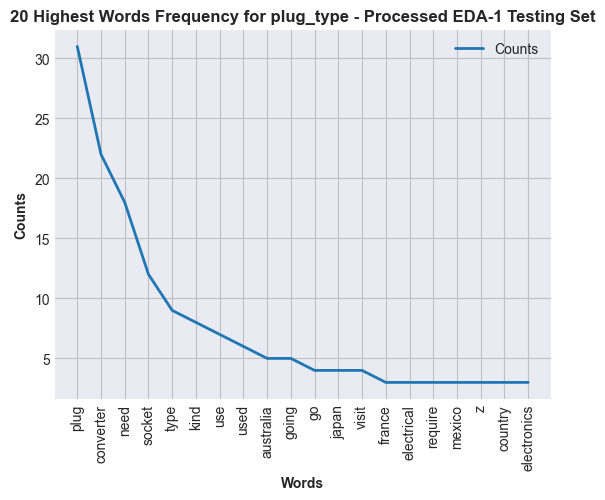 20 Highest Words Frequency for plug_type - Processed EDA-1 Testing Set
Counts
30
25
20
15
10
5
Counts
plug
converter
need
socket
type
kind
use
used
australia
going
go
japan
visit
france
electrical
require
mexico
z
country
electronics
Words